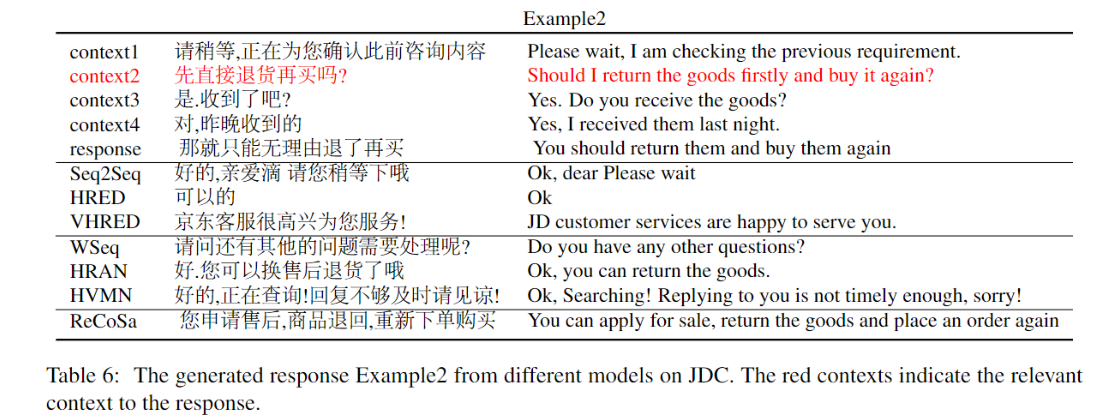 Example2
context1 请稍等,正在为您确认此前咨询内容 Please wait, I am checking the previous requirement.
context2 先直接退货再买吗? Should I return the goods firstly and buy it again?
context3 是.收到了吧? Yes. Do you receive the goods?
context4 对,昨晚收到的 Yes, I received them last night.
response 那就只能无理由退了再买 You should return them and buy them again
Seq2Seq 好的,亲爱滴 请您稍等下哦 Ok, dear Please wait
HRED 可以的 Ok
VHRED 京东客服很高兴为您服务! JD customer services are happy to serve you.
WSeq 请问还有其他的问题需要处理呢? Do you have any other questions?
HRAN 好.您可以换售后退货了哦 Ok, you can return the goods.
HVMN 好的,正在查询!回复不够及时请见谅! Ok, Searching! Replying to you is not timely enough, sorry!
ReCoSa 您申请售后,商品退回,重新下单购买 You can apply for sale, return the goods and place an order again
Table 6: The generated response Example2 from different models on JDC. The red contexts indicate the relevant
context to the response.